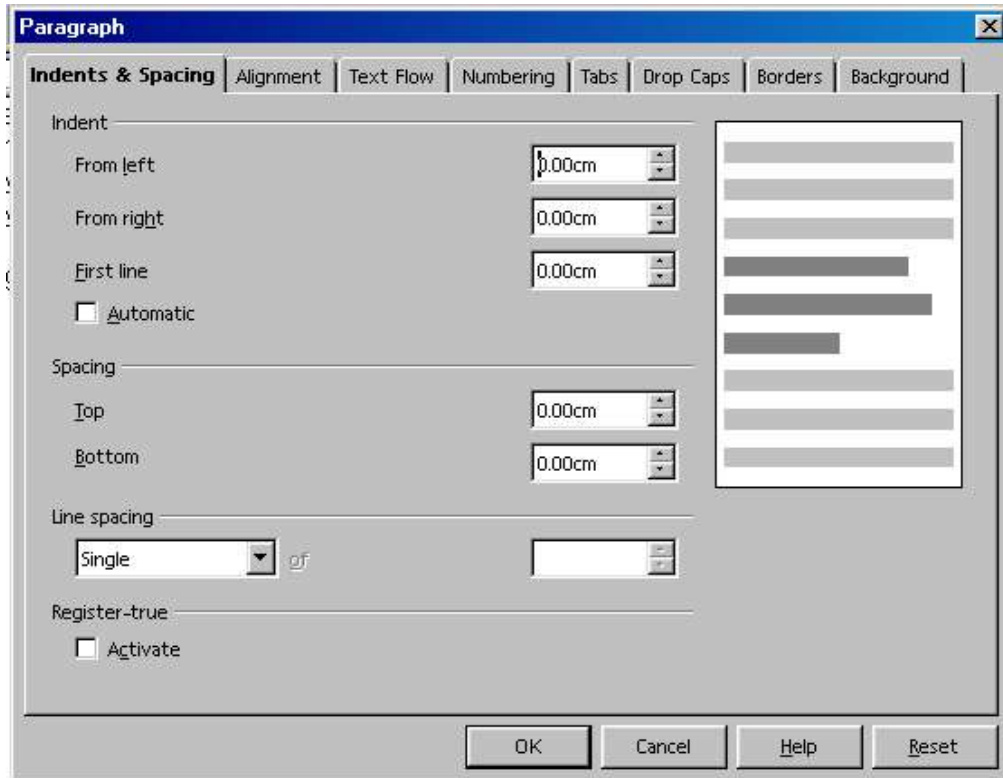 Paragraph
Indents & Spacing Alignment Text Flow Numbering Tabs Drop Caps Borders Background
Indent
From left 0.00cm
From right 0.00cm
First line 0.00cm
Automatic
Spacing
Top 0.00cm
Bottom 0.00cm
Line spacing
Single of
Register-true
Activate
OK Cancel Help Reset